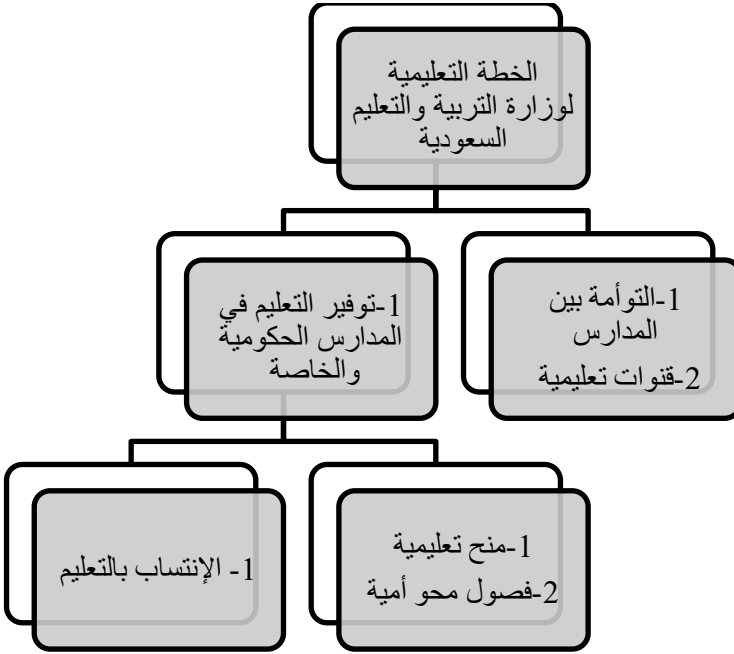 الخطة التعليمية
لوزارة التربية والتعليم
السعودية
1-التوأمة بين
المدارس
2-قنوات تعليمية
1-توفير التعليم في
المدارس الحكومية
والخاصة
1-منح تعليمية
2-فصول محو أمية
1- الإنتساب بالتعليم